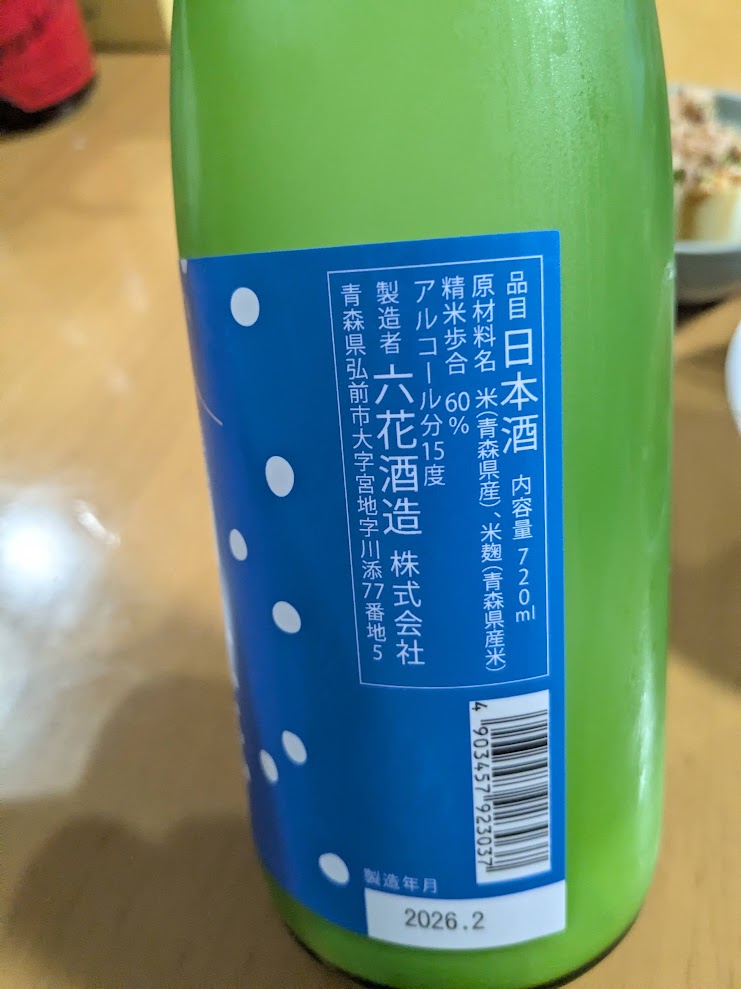 品目 日本酒 内容量 720ml
原材料名 米(青森県産)、米麹(青森県産米)
精米歩合 60%
アルコール分15度
製造者 六花酒造 株式会社
青森県弘前市大字宮地字川添77番地5
4903457923037
製造年月
2026.2